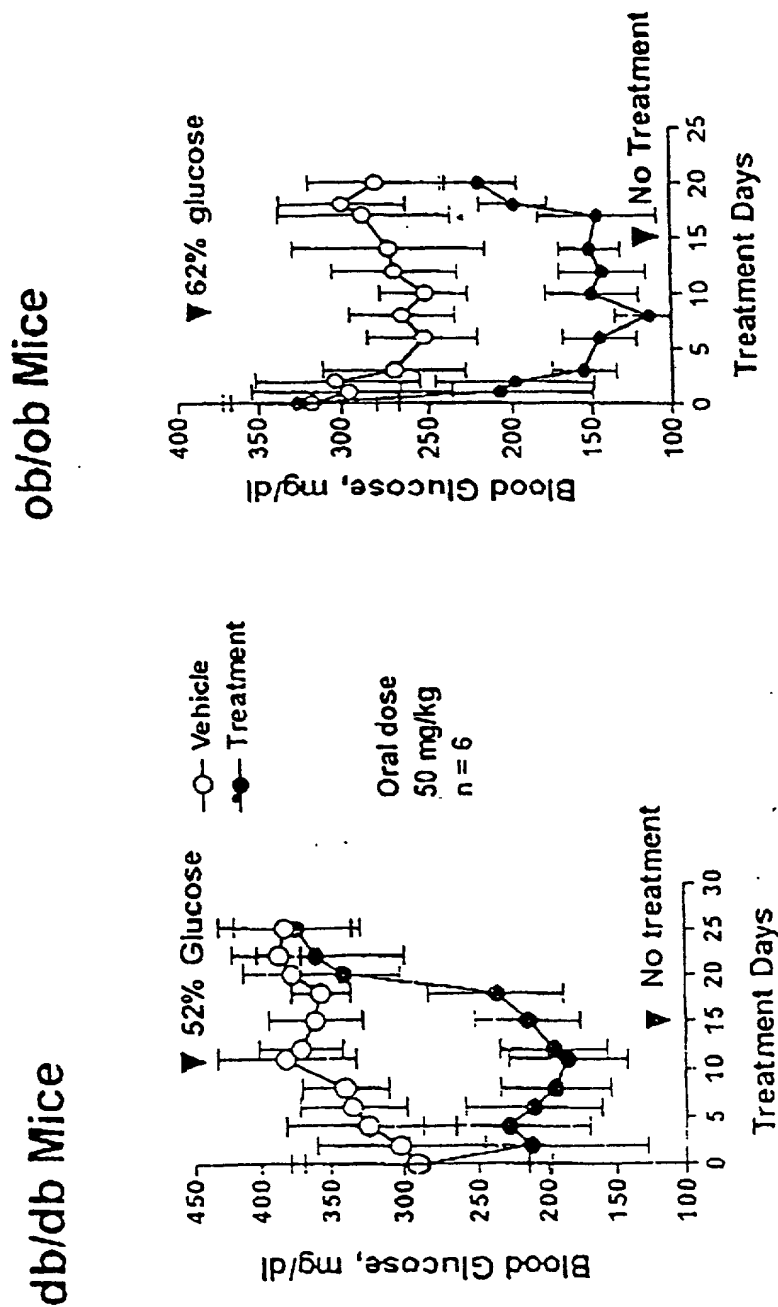 db/db Mice
▼ 52% Glucose
-○- Vehicle
-●- Treatment
Oral dose
50 mg/kg
n = 6
450
400
350
300
250
200
150
100
Blood Glucose, mg/dl
▼ No treatment
0
5
10
15
20
25
30
Treatment Days
ob/ob Mice
▼ 62% glucose
400
350
300
250
200
150
100
Blood Glucose, mg/dl
▼ No Treatment
0
5
10
15
20
25
Treatment Days